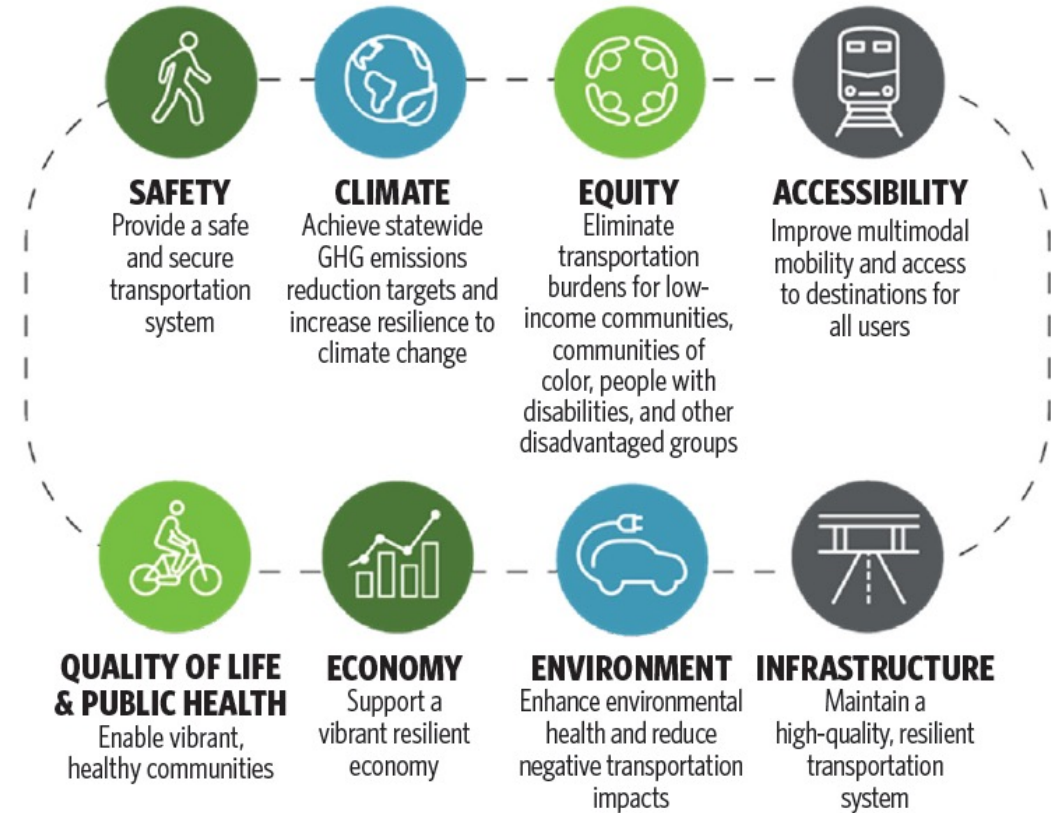 SAFETY
Provide a safe
and secure
transportation
system
CLIMATE
Achieve statewide
GHG emissions
reduction targets and
increase resilience to
climate change
EQUITY
Eliminate
transportation
burdens for low-
income communities,
communities of
color, people with
disabilities, and other
disadvantaged groups
ACCESSIBILITY
Improve multimodal
mobility and access
to destinations for
all users
QUALITY OF LIFE
& PUBLIC HEALTH
Enable vibrant,
healthy communities
ECONOMY
Support a
vibrant resilient
economy
ENVIRONMENT
Enhance environmental
health and reduce
negative transportation
impacts
INFRASTRUCTURE
Maintain a
high-quality, resilient
transportation
system